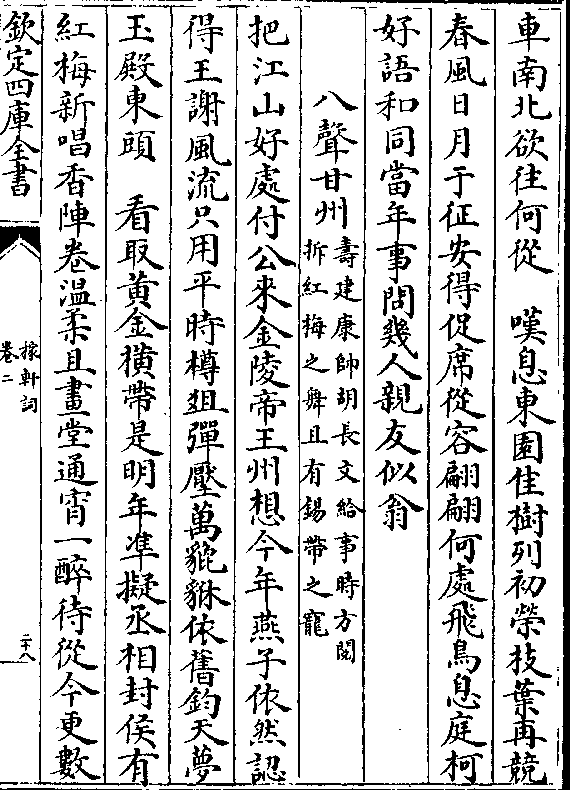 車南北欲往何從　嘆息東園佳樹列初榮枝葉再競
春風日月于征安得促席從容翩翩何處飛鳥息庭柯
好語和同當年事問幾人親友似翁
八聲甘州
壽建康帥胡長文給事時方閱
拆紅梅之舞且有錫帶之寵
把江山好處付公來金陵帝王州想今年燕子依然認
得王謝風流只用平時樽俎彈壓萬貔貅依舊鈞天夢
玉殿東頭　看取黃金橫帶是明年準擬丞相封侯有
紅梅新唱香陣卷溫柔且畫堂通宵一醉待從今更數
欽定四庫全書
稼軒詞
卷二
二十八